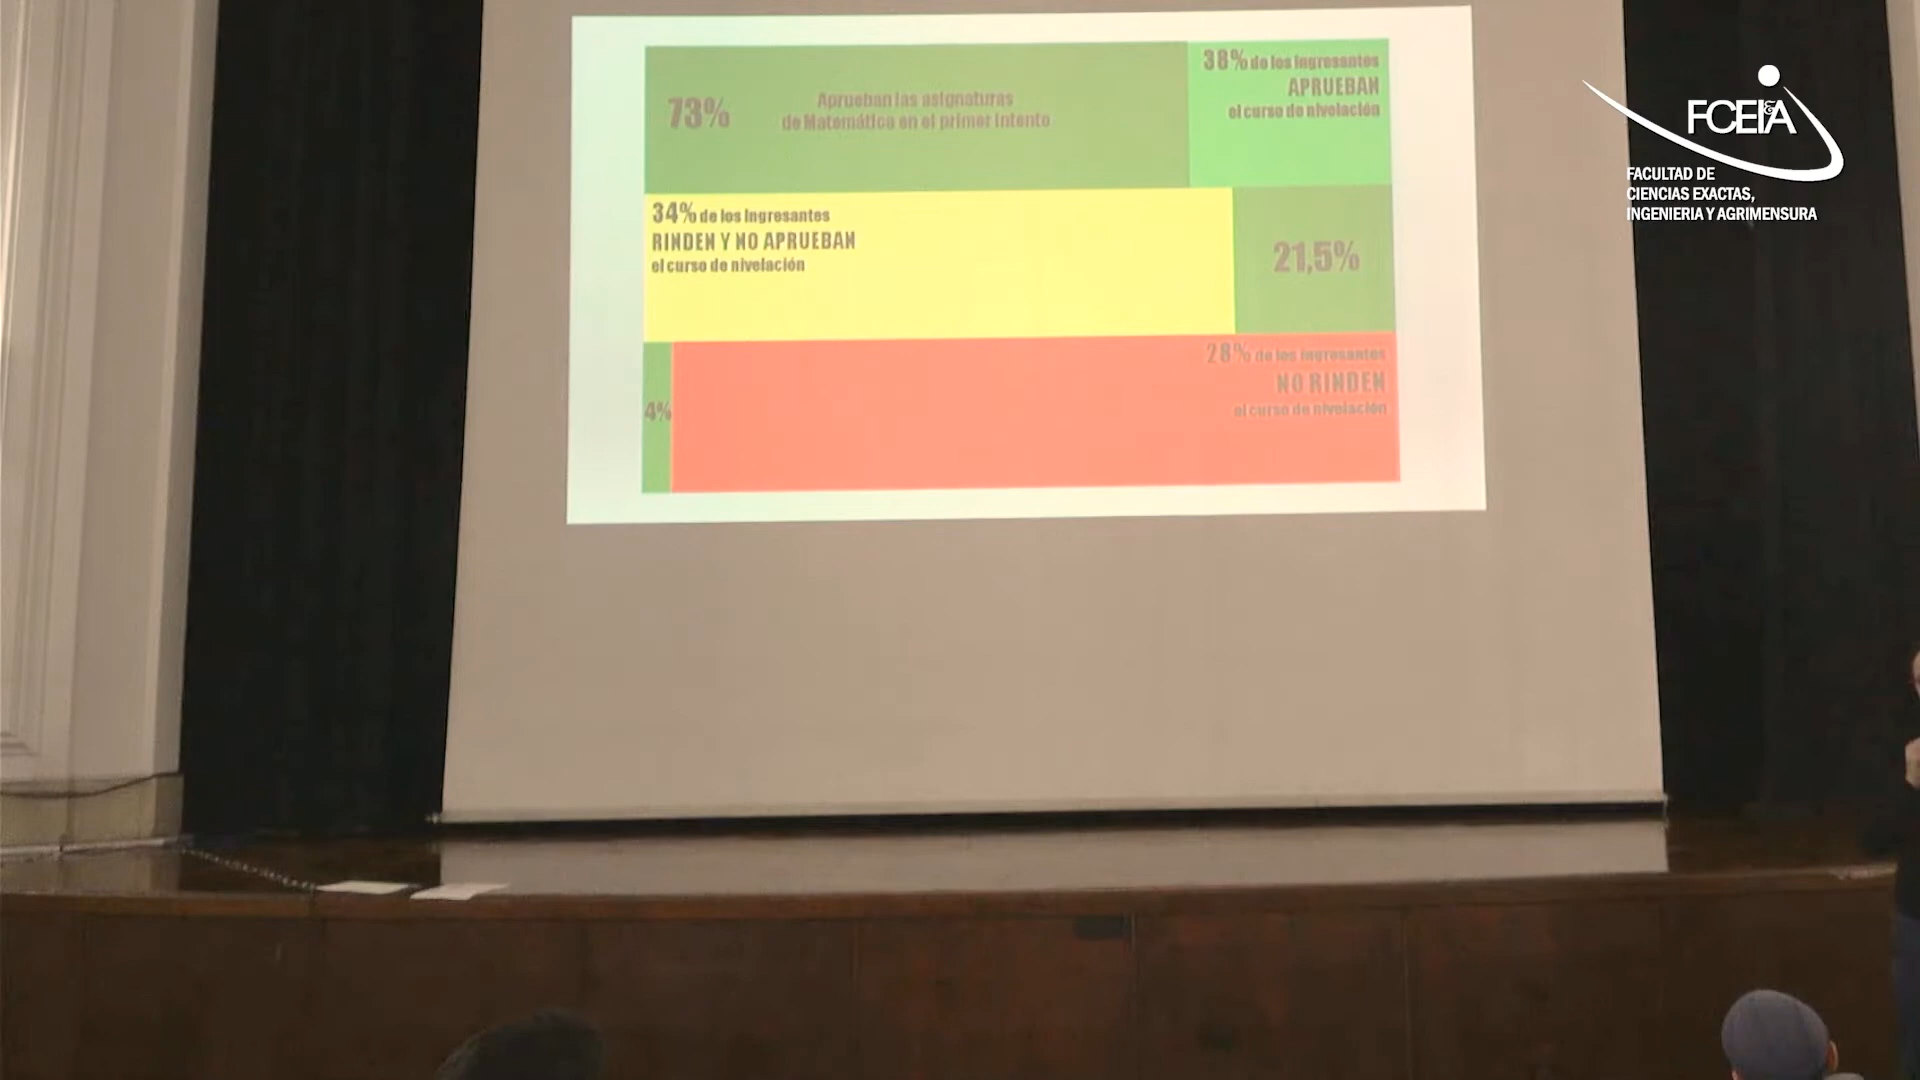 73%
Aprueban las asignaturas
de Matemática en el primer intento
38% de los Ingresantes
APRUEBAN
el curso de nivelación
34% de los Ingresantes
RINDEN Y NO APRUEBAN
el curso de nivelación
21,5%
4%
28% de los Ingresantes
NO RINDEN
el curso de nivelación
FCEI&A
FACULTAD DE
CIENCIAS EXACTAS,
INGENIERIA Y AGRIMENSURA